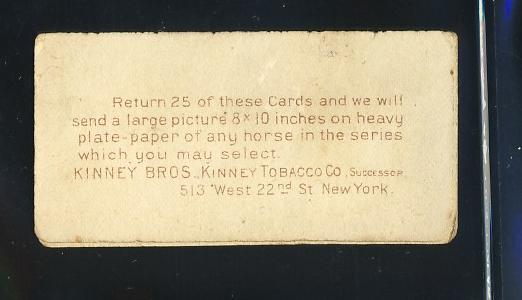 Return 25 of these Cards and we will
send a large picture 8 x 10 inches on heavy
plate-paper of any horse in the series
which you may select.
KINNEY BROS., KINNEY TOBACCO CO., SUCCESSOR
513 West 22nd St. New York.